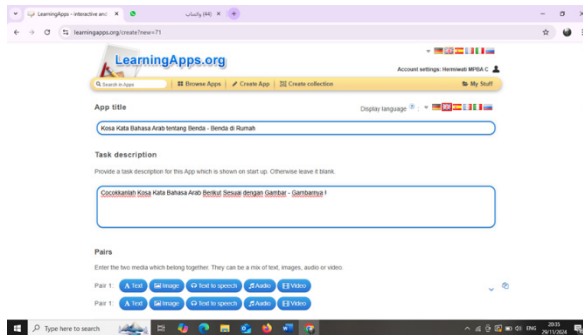 LearningApps - interactive and
(44) واتساب
learningapps.org/create?new=71
LearningApps.org
Account settings: Herniwati MPBA C
Search in Apps
Browse Apps
Create App
Create collection
My Stuff
App title
Display language
Kosa Kata Bahasa Arab tentang Benda - Benda di Rumah
Task description
Provide a task description for this App which is shown on start up. Otherwise leave it blank.
Cocokkanlah Kosa Kata Bahasa Arab Berikut Sesuai dengan Gambar - Gambarnya !
Pairs
Enter the two media which belong together. They can be a mix of text, images, audio or video.
Pair 1: A Text Image Text to speech Audio Video
Pair 1: A Text Image Text to speech Audio Video
Type here to search
ENG
20:35
29/11/2024